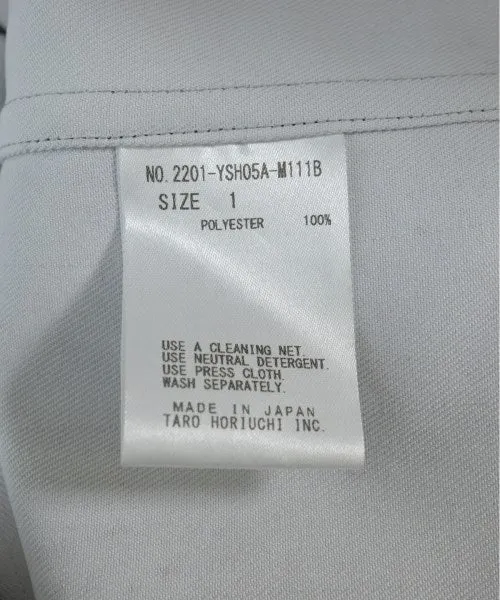 NO. 2201-YSH05A-M111B
SIZE 1
POLYESTER 100%
USE A CLEANING NET.
USE NEUTRAL DETERGENT.
USE PRESS CLOTH.
WASH SEPARATELY.
MADE IN JAPAN
TARO HORIUCHI INC.